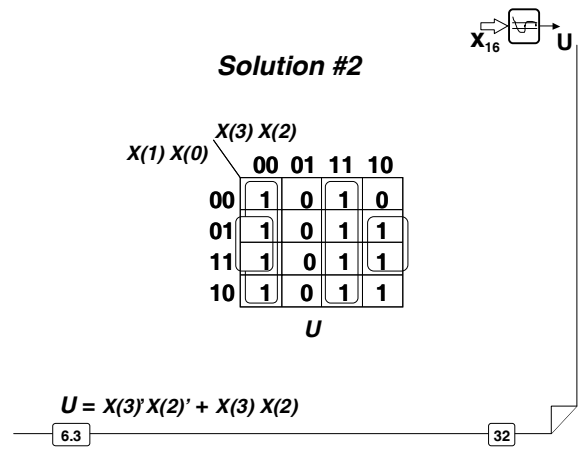 X16 U
Solution #2
X(3) X(2)
X(1) X(0)
00 01 11 10
00 1 0 1 0
01 1 0 1 1
11 1 0 1 1
10 1 0 1 1
U
U = X(3)'X(2)' + X(3) X(2)
6.3 32